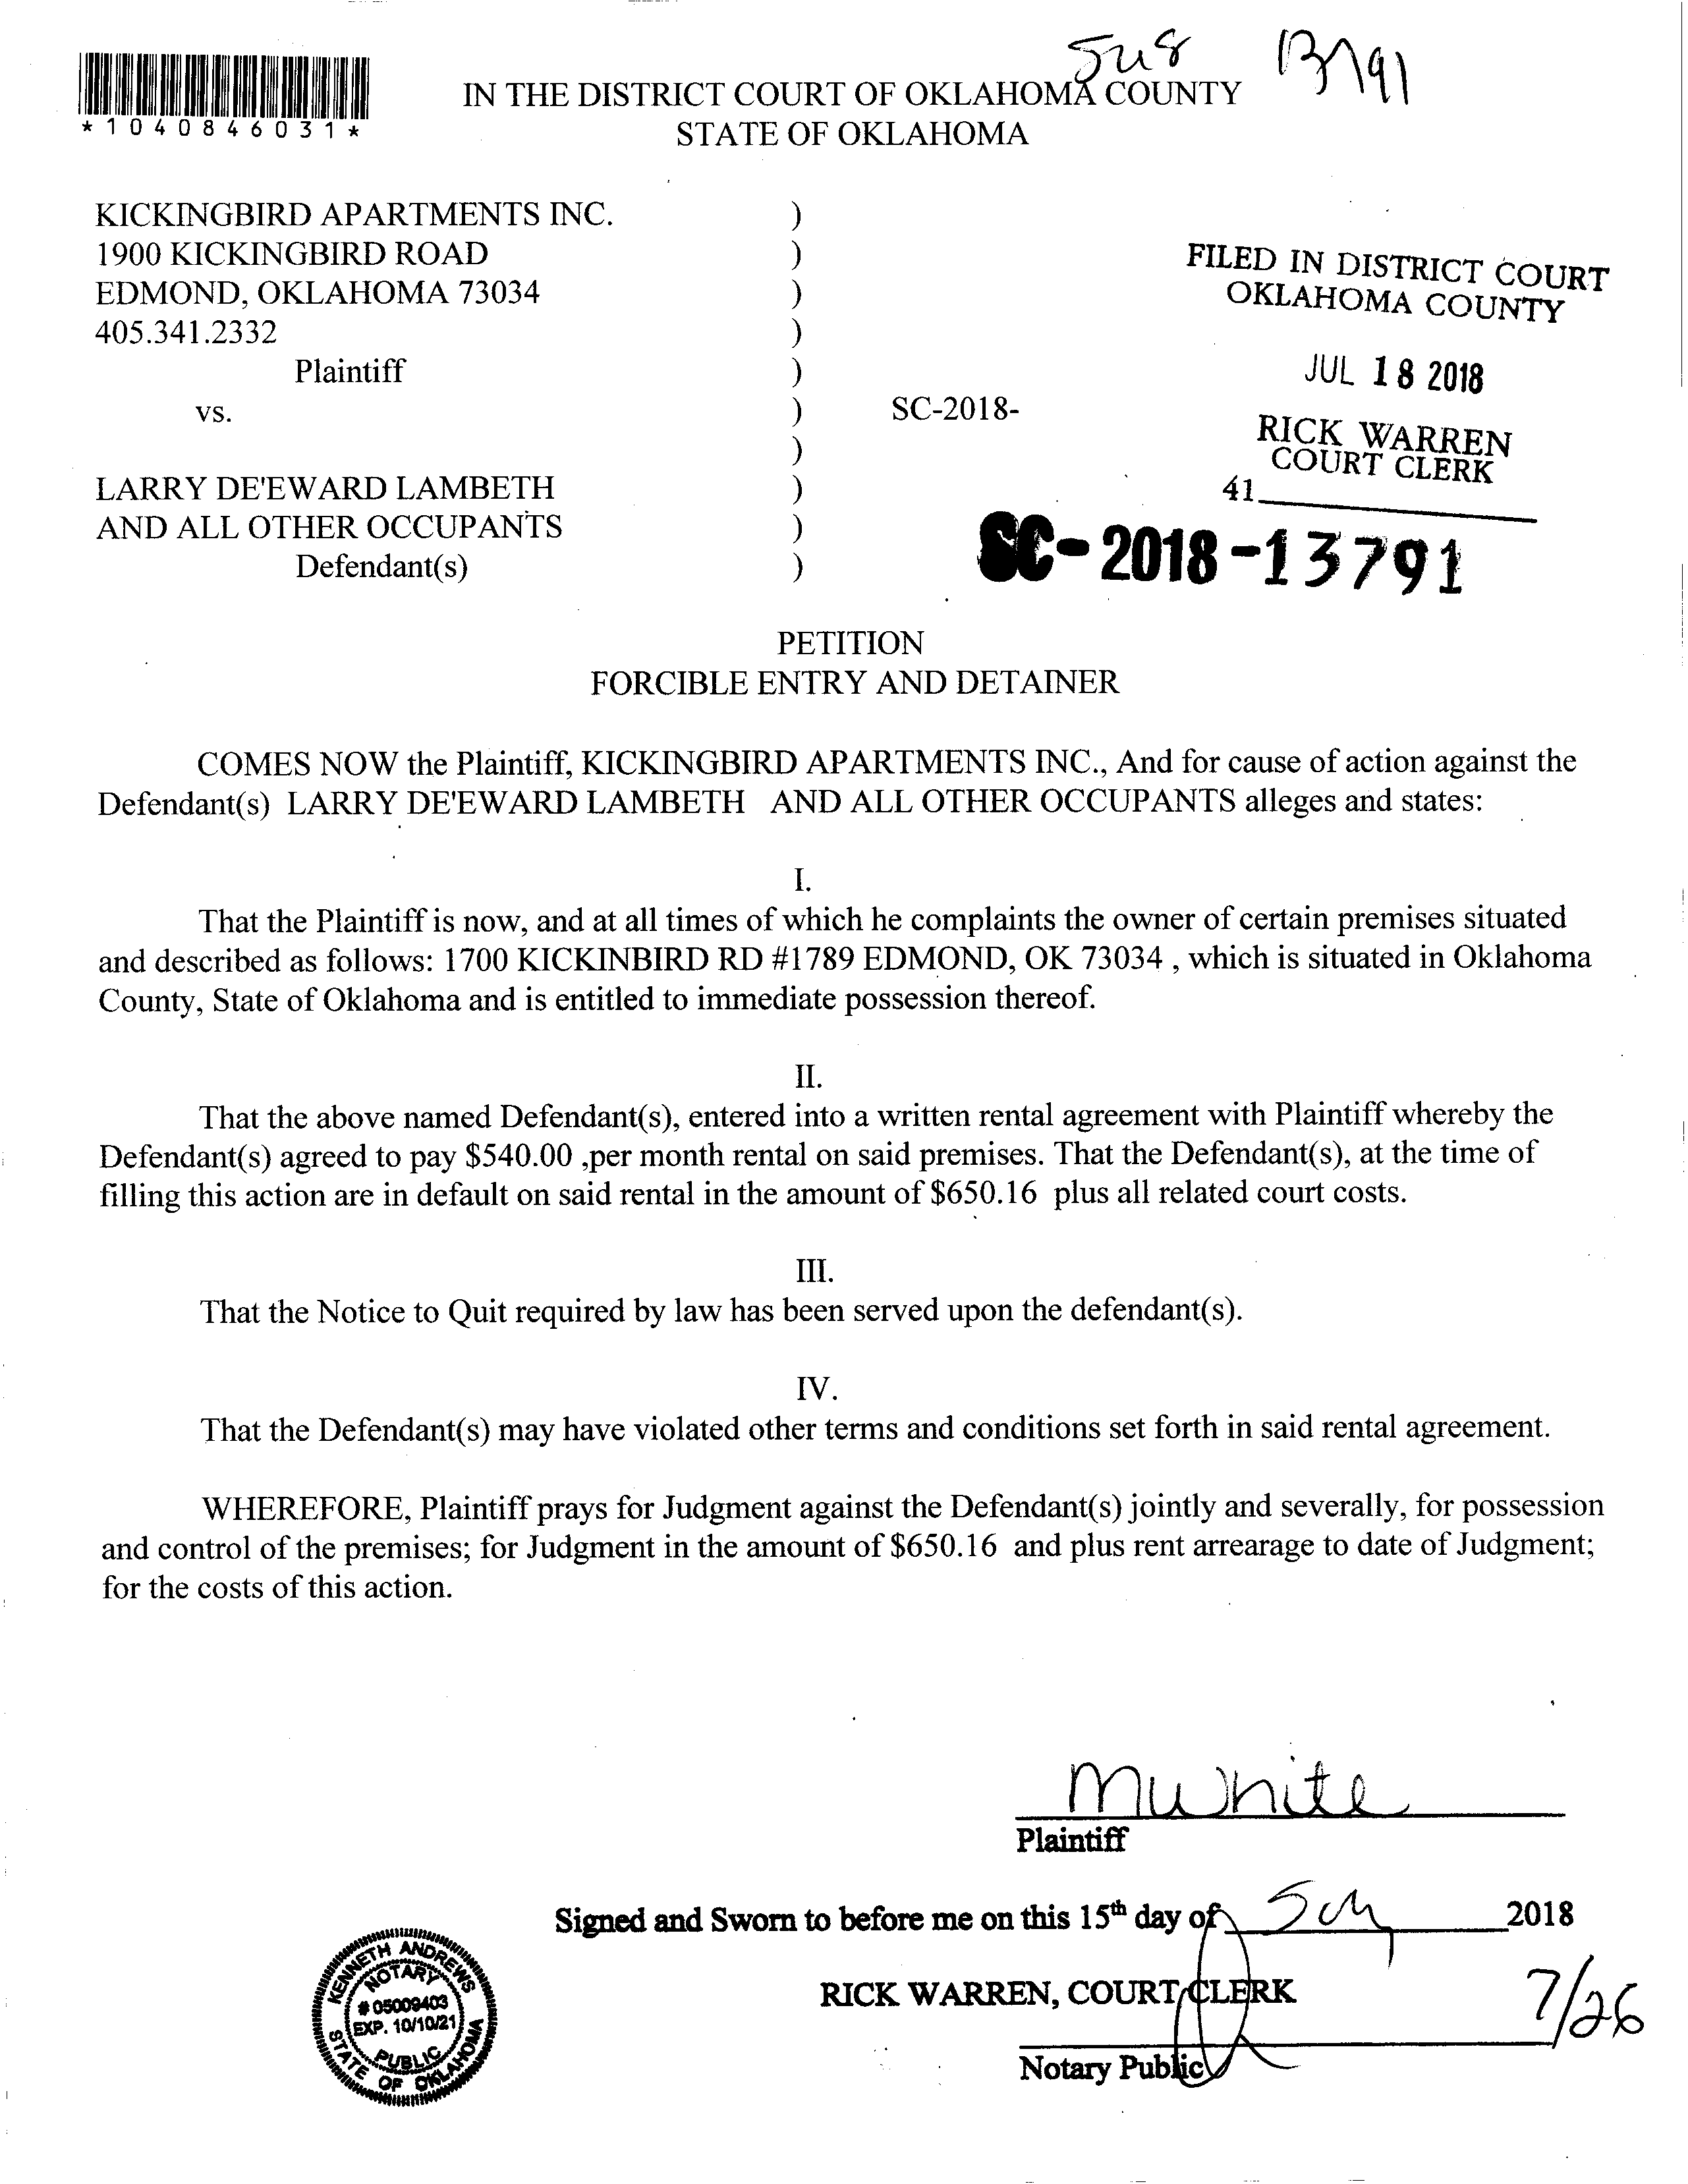 Su8 13791
*1040846031*
IN THE DISTRICT COURT OF OKLAHOMA COUNTY
STATE OF OKLAHOMA
KICKINGBIRD APARTMENTS INC. )
1900 KICKINGBIRD ROAD )
EDMOND, OKLAHOMA 73034 )
405.341.2332 )
Plaintiff )
vs. ) SC-2018-
)
LARRY DE'EWARD LAMBETH )
AND ALL OTHER OCCUPANTS )
Defendant(s) )
FILED IN DISTRICT COURT
OKLAHOMA COUNTY
JUL 18 2018
RICK WARREN
COURT CLERK
41
SC-2018-13791
PETITION
FORCIBLE ENTRY AND DETAINER
COMES NOW the Plaintiff, KICKINGBIRD APARTMENTS INC., And for cause of action against the
Defendant(s) LARRY DE'EWARD LAMBETH AND ALL OTHER OCCUPANTS alleges and states:
I.
That the Plaintiff is now, and at all times of which he complaints the owner of certain premises situated
and described as follows: 1700 KICKINBIRD RD #1789 EDMOND, OK 73034 , which is situated in Oklahoma
County, State of Oklahoma and is entitled to immediate possession thereof.
II.
That the above named Defendant(s), entered into a written rental agreement with Plaintiff whereby the
Defendant(s) agreed to pay $540.00 ,per month rental on said premises. That the Defendant(s), at the time of
filling this action are in default on said rental in the amount of $650.16 plus all related court costs.
III.
That the Notice to Quit required by law has been served upon the defendant(s).
IV.
That the Defendant(s) may have violated other terms and conditions set forth in said rental agreement.
WHEREFORE, Plaintiff prays for Judgment against the Defendant(s) jointly and severally, for possession
and control of the premises; for Judgment in the amount of $650.16 and plus rent arrearage to date of Judgment;
for the costs of this action.
MWhite
Plaintiff
Signed and Sworn to before me on this 15th day of 2018
RICK WARREN, COURT CLERK
7/26
Notary Public
KENNETH ANDREWS
NOTARY
# 05009403
EXP. 10/10/21
PUBLIC
STATE OF OKLAHOMA